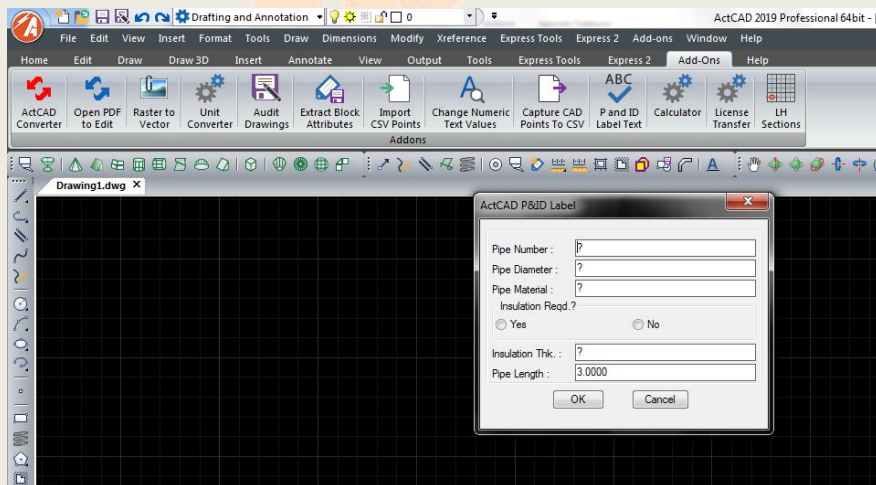 Drafting and Annotation 0 ActCAD 2019 Professional 64bit - [
File Edit View Insert Format Tools Draw Dimensions Modify Xreference Express Tools Express 2 Add-ons Window Help
Home Edit Draw Draw 3D Insert Annotate View Output Tools Express Tools Express 2 Add-Ons Help
ABC
ActCAD Open PDF Raster to Unit Audit Extract Block Import Change Numeric Capture CAD P and ID Calculator License LH
Converter to Edit Vector Converter Drawings Attributes CSV Points Text Values Points To CSV Label Text Transfer Sections
Addons
A
Drawing1.dwg X
ActCAD P&ID Label
Pipe Number : ?
Pipe Diameter : ?
Pipe Material : ?
Insulation Reqd.?
Yes No
Insulation Thk. : ?
Pipe Length : 3.0000
OK Cancel